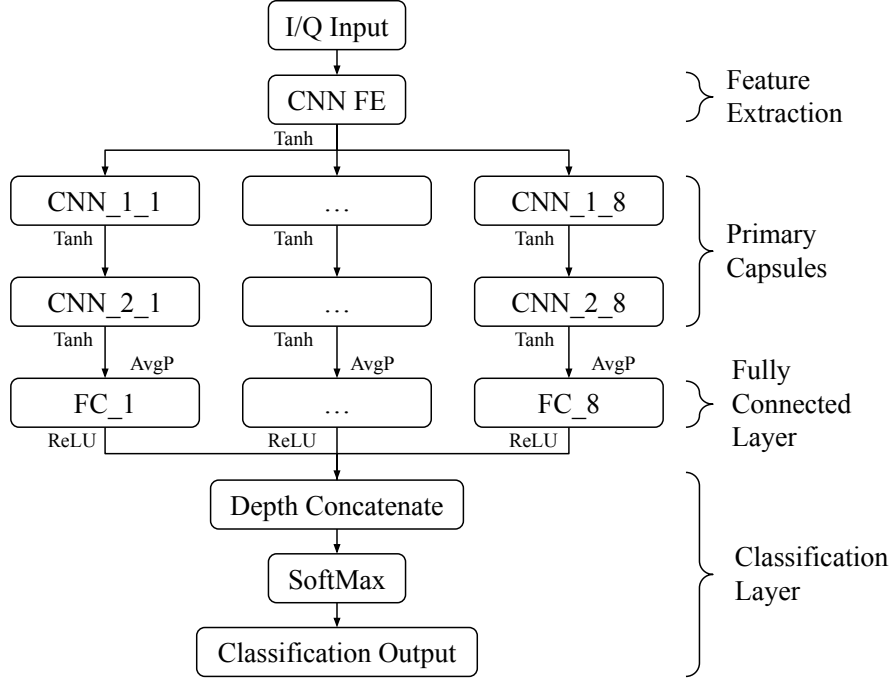 I/Q Input
CNN FE
Feature
Extraction
Tanh
CNN_1_1
...
CNN_1_8
Tanh
Tanh
Tanh
Primary
Capsules
CNN_2_1
...
CNN_2_8
Tanh
Tanh
Tanh
AvgP
AvgP
AvgP
FC_1
...
FC_8
Fully
Connected
Layer
ReLU
ReLU
ReLU
Depth Concatenate
SoftMax
Classification Output
Classification
Layer